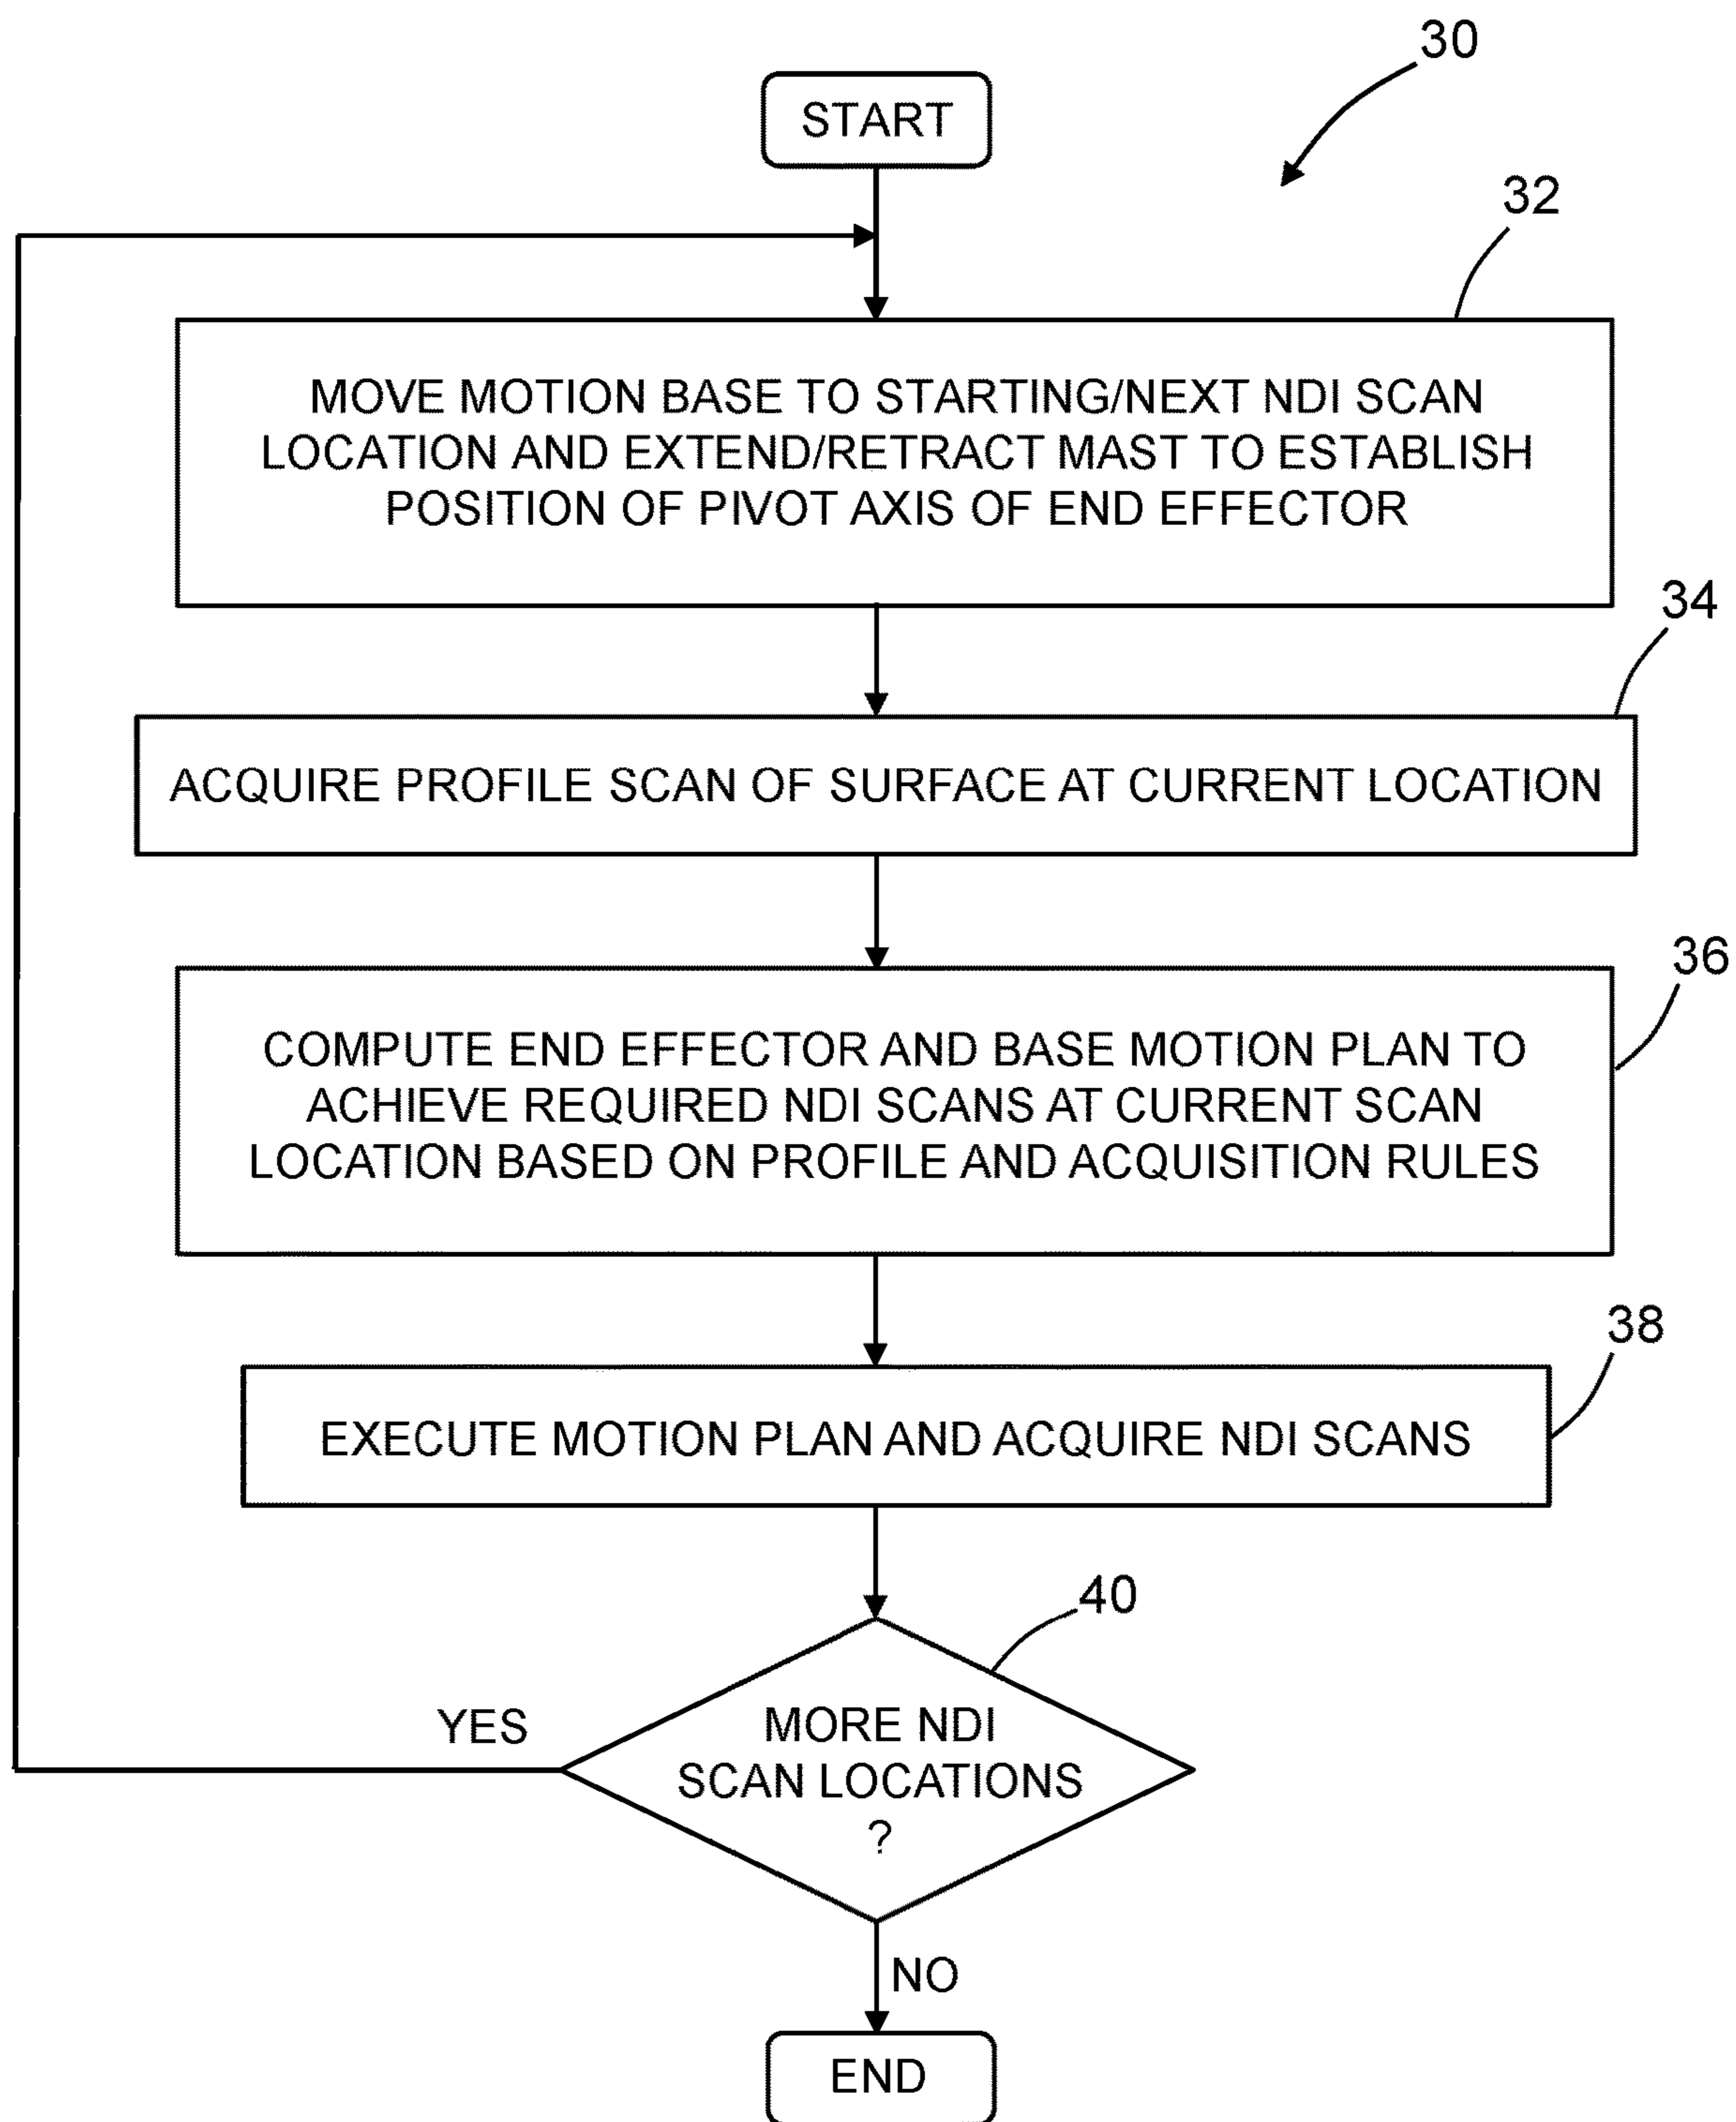 30
START
32
MOVE MOTION BASE TO STARTING/NEXT NDI SCAN
LOCATION AND EXTEND/RETRACT MAST TO ESTABLISH
POSITION OF PIVOT AXIS OF END EFFECTOR
34
ACQUIRE PROFILE SCAN OF SURFACE AT CURRENT LOCATION
36
COMPUTE END EFFECTOR AND BASE MOTION PLAN TO
ACHIEVE REQUIRED NDI SCANS AT CURRENT SCAN
LOCATION BASED ON PROFILE AND ACQUISITION RULES
38
EXECUTE MOTION PLAN AND ACQUIRE NDI SCANS
40
YES
MORE NDI
SCAN LOCATIONS
?
NO
END